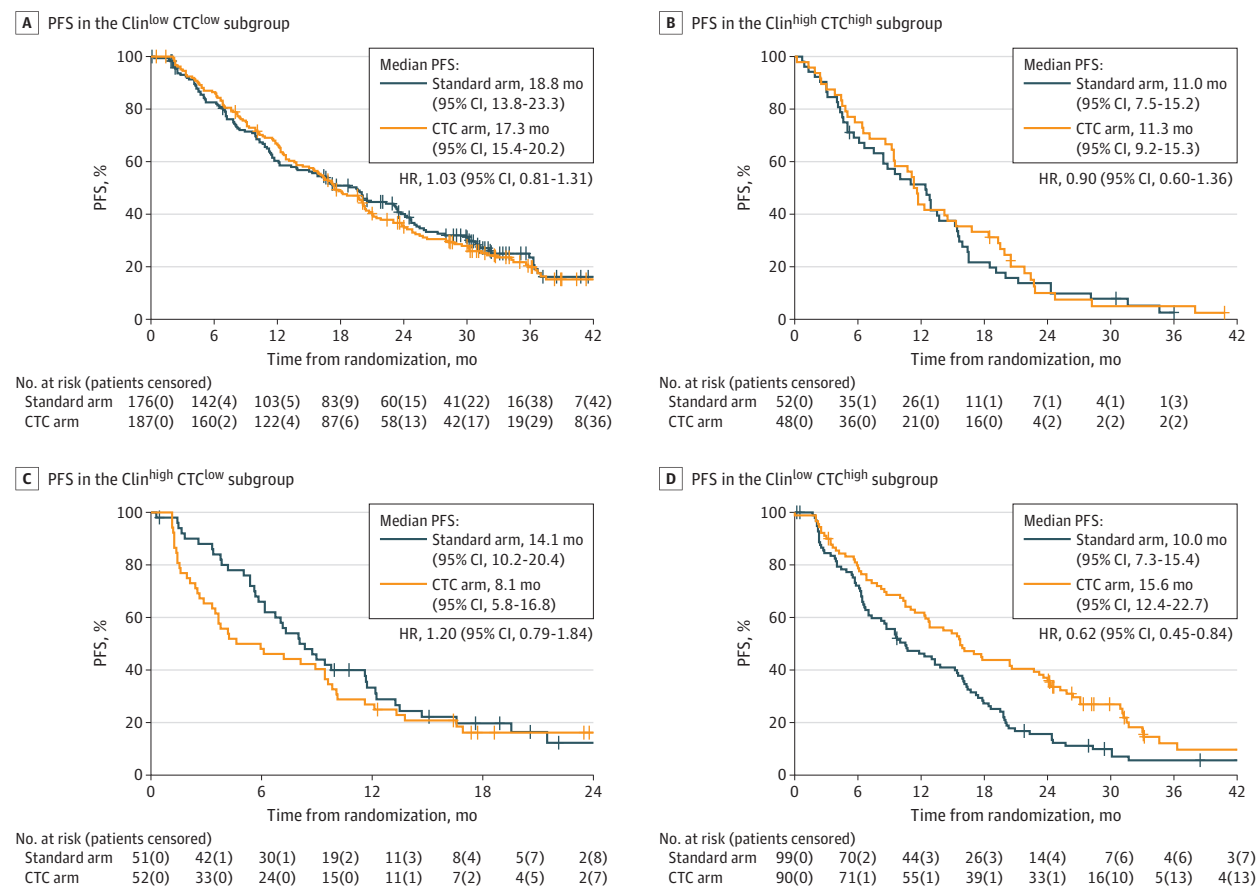 A PFS in the Clinlow CTClow subgroup
100
80
60
40
20
0
PFS, %
Median PFS:
Standard arm, 18.8 mo
(95% CI, 13.8-23.3)
CTC arm, 17.3 mo
(95% CI, 15.4-20.2)
HR, 1.03 (95% CI, 0.81-1.31)
0 6 12 18 24 30 36 42
Time from randomization, mo
No. at risk (patients censored)
Standard arm 176(0) 142(4) 103(5) 83(9) 60(15) 41(22) 16(38) 7(42)
CTC arm 187(0) 160(2) 122(4) 87(6) 58(13) 42(17) 19(29) 8(36)
B PFS in the Clinhigh CTChigh subgroup
100
80
60
40
20
0
PFS, %
Median PFS:
Standard arm, 11.0 mo
(95% CI, 7.5-15.2)
CTC arm, 11.3 mo
(95% CI, 9.2-15.3)
HR, 0.90 (95% CI, 0.60-1.36)
0 6 12 18 24 30 36 42
Time from randomization, mo
No. at risk (patients censored)
Standard arm 52(0) 35(1) 26(1) 11(1) 7(1) 4(1) 1(3)
CTC arm 48(0) 36(0) 21(0) 16(0) 4(2) 2(2) 2(2)
C PFS in the Clinhigh CTClow subgroup
100
80
60
40
20
0
PFS, %
Median PFS:
Standard arm, 14.1 mo
(95% CI, 10.2-20.4)
CTC arm, 8.1 mo
(95% CI, 5.8-16.8)
HR, 1.20 (95% CI, 0.79-1.84)
0 6 12 18 24
Time from randomization, mo
No. at risk (patients censored)
Standard arm 51(0) 42(1) 30(1) 19(2) 11(3) 8(4) 5(7) 2(8)
CTC arm 52(0) 33(0) 24(0) 15(0) 11(1) 7(2) 4(5) 2(7)
D PFS in the Clinlow CTChigh subgroup
100
80
60
40
20
0
PFS, %
Median PFS:
Standard arm, 10.0 mo
(95% CI, 7.3-15.4)
CTC arm, 15.6 mo
(95% CI, 12.4-22.7)
HR, 0.62 (95% CI, 0.45-0.84)
0 6 12 18 24 30 36 42
Time from randomization, mo
No. at risk (patients censored)
Standard arm 99(0) 70(2) 44(3) 26(3) 14(4) 7(6) 4(6) 3(7)
CTC arm 90(0) 71(1) 55(1) 39(1) 33(1) 16(10) 5(13) 4(13)